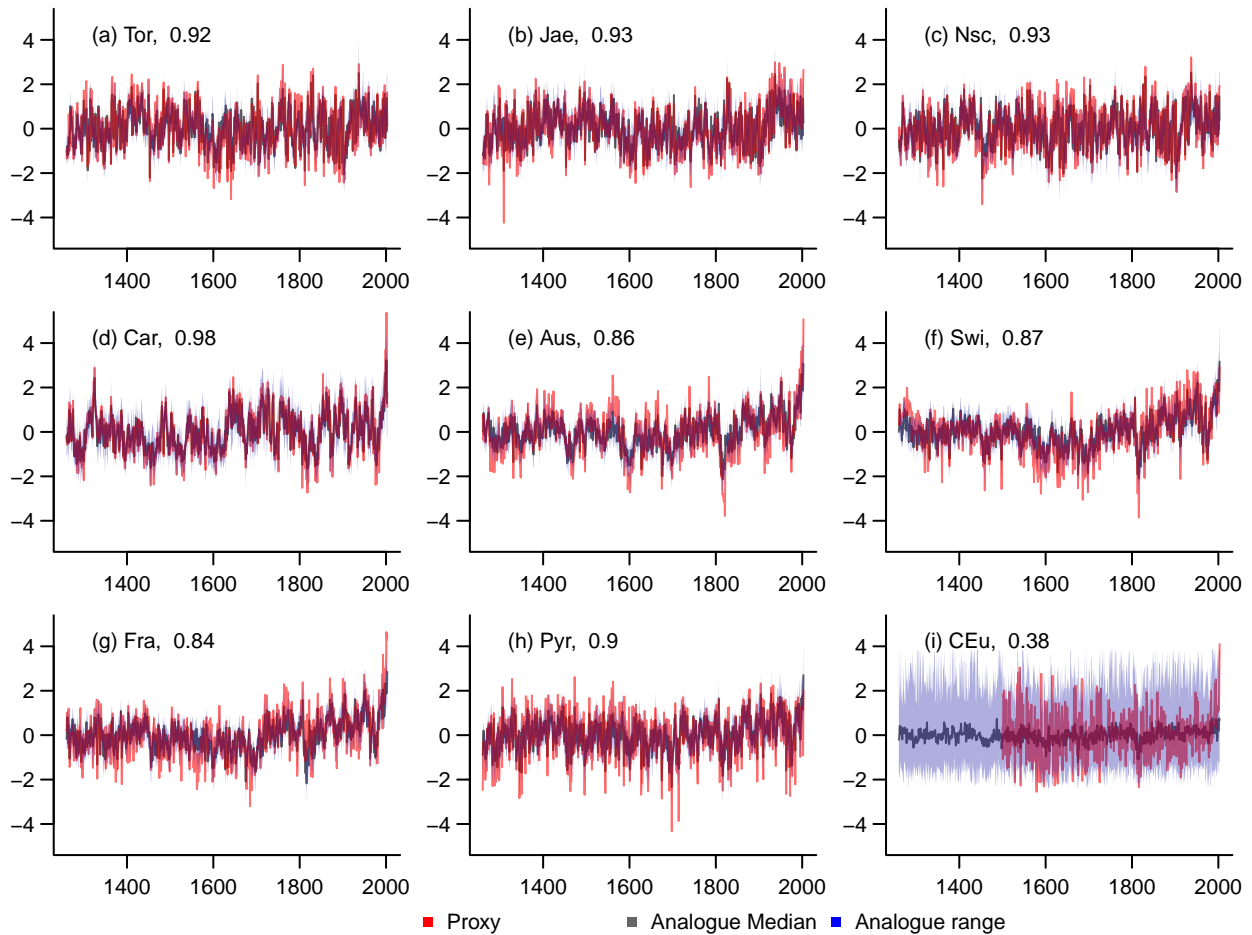 (a) Tor, 0.92
4
2
0
−2
−4
1400 1600 1800 2000
(b) Jae, 0.93
4
2
0
−2
−4
1400 1600 1800 2000
(c) Nsc, 0.93
4
2
0
−2
−4
1400 1600 1800 2000
(d) Car, 0.98
4
2
0
−2
−4
1400 1600 1800 2000
(e) Aus, 0.86
4
2
0
−2
−4
1400 1600 1800 2000
(f) Swi, 0.87
4
2
0
−2
−4
1400 1600 1800 2000
(g) Fra, 0.84
4
2
0
−2
−4
1400 1600 1800 2000
(h) Pyr, 0.9
4
2
0
−2
−4
1400 1600 1800 2000
(i) CEu, 0.38
4
2
0
−2
−4
1400 1600 1800 2000
Proxy Analogue Median Analogue range